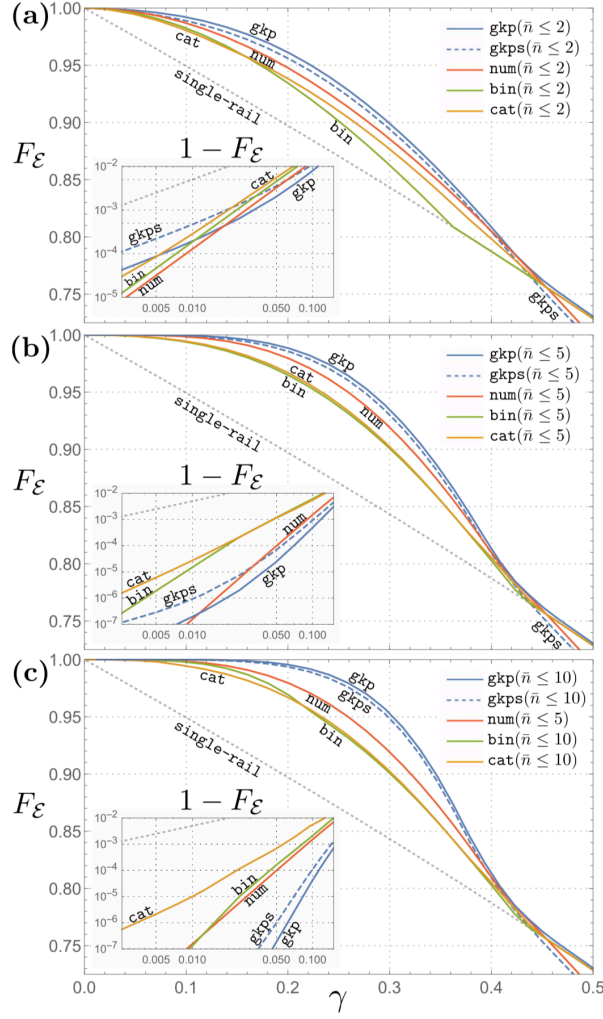 (a)
1.00
0.95
0.90
0.85
0.80
0.75
F_ℰ
gkp
cat
num
single-rail
bin
gkps
gkp(n̄ ≤ 2)
gkps(n̄ ≤ 2)
num(n̄ ≤ 2)
bin(n̄ ≤ 2)
cat(n̄ ≤ 2)
1 − F_ℰ
10⁻²
10⁻³
10⁻⁴
10⁻⁵
cat
gkp
gkps
bin
num
0.005 0.010 0.050 0.100
(b)
1.00
0.95
0.90
0.85
0.80
0.75
F_ℰ
gkp
cat
bin
num
single-rail
gkps
gkp(n̄ ≤ 5)
gkps(n̄ ≤ 5)
num(n̄ ≤ 5)
bin(n̄ ≤ 5)
cat(n̄ ≤ 5)
1 − F_ℰ
10⁻²
10⁻³
10⁻⁴
10⁻⁵
10⁻⁶
10⁻⁷
num
cat
bin
gkps
gkp
0.005 0.010 0.050 0.100
(c)
1.00
0.95
0.90
0.85
0.80
0.75
F_ℰ
cat
gkp
gkps
num
bin
single-rail
gkp(n̄ ≤ 10)
gkps(n̄ ≤ 10)
num(n̄ ≤ 5)
bin(n̄ ≤ 10)
cat(n̄ ≤ 10)
1 − F_ℰ
10⁻²
10⁻³
10⁻⁴
10⁻⁵
10⁻⁶
10⁻⁷
bin
num
cat
gkps
gkp
0.005 0.010 0.050 0.100
0.0 0.1 0.2 0.3 0.4 0.5
γ